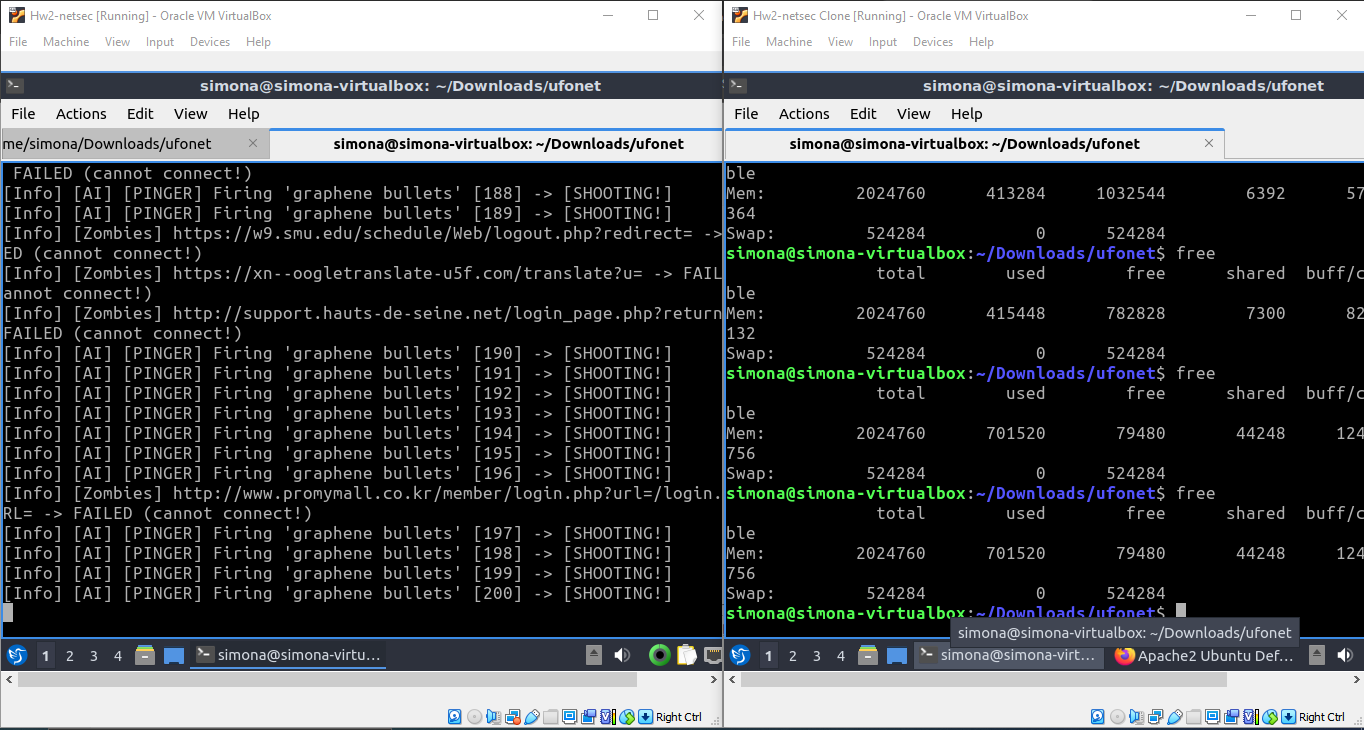 Hw2-netsec [Running] - Oracle VM VirtualBox
File Machine View Input Devices Help
simona@simona-virtualbox: ~/Downloads/ufonet
File Actions Edit View Help
me/simona/Downloads/ufonet
simona@simona-virtualbox: ~/Downloads/ufonet
FAILED (cannot connect!)
[Info] [AI] [PINGER] Firing 'graphene bullets' [188] -> [SHOOTING!]
[Info] [AI] [PINGER] Firing 'graphene bullets' [189] -> [SHOOTING!]
[Info] [Zombies] https://w9.smu.edu/schedule/Web/logout.php?redirect= ->
ED (cannot connect!)
[Info] [Zombies] https://xn--oogletranslate-u5f.com/translate?u= -> FAIL
annot connect!)
[Info] [Zombies] http://support.hauts-de-seine.net/login_page.php?return
FAILED (cannot connect!)
[Info] [AI] [PINGER] Firing 'graphene bullets' [190] -> [SHOOTING!]
[Info] [AI] [PINGER] Firing 'graphene bullets' [191] -> [SHOOTING!]
[Info] [AI] [PINGER] Firing 'graphene bullets' [192] -> [SHOOTING!]
[Info] [AI] [PINGER] Firing 'graphene bullets' [193] -> [SHOOTING!]
[Info] [AI] [PINGER] Firing 'graphene bullets' [194] -> [SHOOTING!]
[Info] [AI] [PINGER] Firing 'graphene bullets' [195] -> [SHOOTING!]
[Info] [AI] [PINGER] Firing 'graphene bullets' [196] -> [SHOOTING!]
[Info] [Zombies] http://www.promymall.co.kr/member/login.php?url=/login.
RL= -> FAILED (cannot connect!)
[Info] [AI] [PINGER] Firing 'graphene bullets' [197] -> [SHOOTING!]
[Info] [AI] [PINGER] Firing 'graphene bullets' [198] -> [SHOOTING!]
[Info] [AI] [PINGER] Firing 'graphene bullets' [199] -> [SHOOTING!]
[Info] [AI] [PINGER] Firing 'graphene bullets' [200] -> [SHOOTING!]
1 2 3 4 simona@simona-virtu...
Right Ctrl
Hw2-netsec Clone [Running] - Oracle VM VirtualBox
File Machine View Input Devices Help
simona@simona-virtualbox: ~/Downloads/ufonet
File Actions Edit View Help
simona@simona-virtualbox: ~/Downloads/ufonet
ble
Mem: 2024760 413284 1032544 6392 57
364
Swap: 524284 0 524284
simona@simona-virtualbox:~/Downloads/ufonet$ free
total used free shared buff/c
ble
Mem: 2024760 415448 782828 7300 82
132
Swap: 524284 0 524284
simona@simona-virtualbox:~/Downloads/ufonet$ free
total used free shared buff/c
ble
Mem: 2024760 701520 79480 44248 124
756
Swap: 524284 0 524284
simona@simona-virtualbox:~/Downloads/ufonet$ free
total used free shared buff/c
ble
Mem: 2024760 701520 79480 44248 124
756
Swap: 524284 0 524284
simona@simona-virtualbox:~/Downloads/ufonet$
simona@simona-virtualbox: ~/Downloads/ufonet
1 2 3 4 simona@simona-virt... Apache2 Ubuntu Def...
Right Ctrl